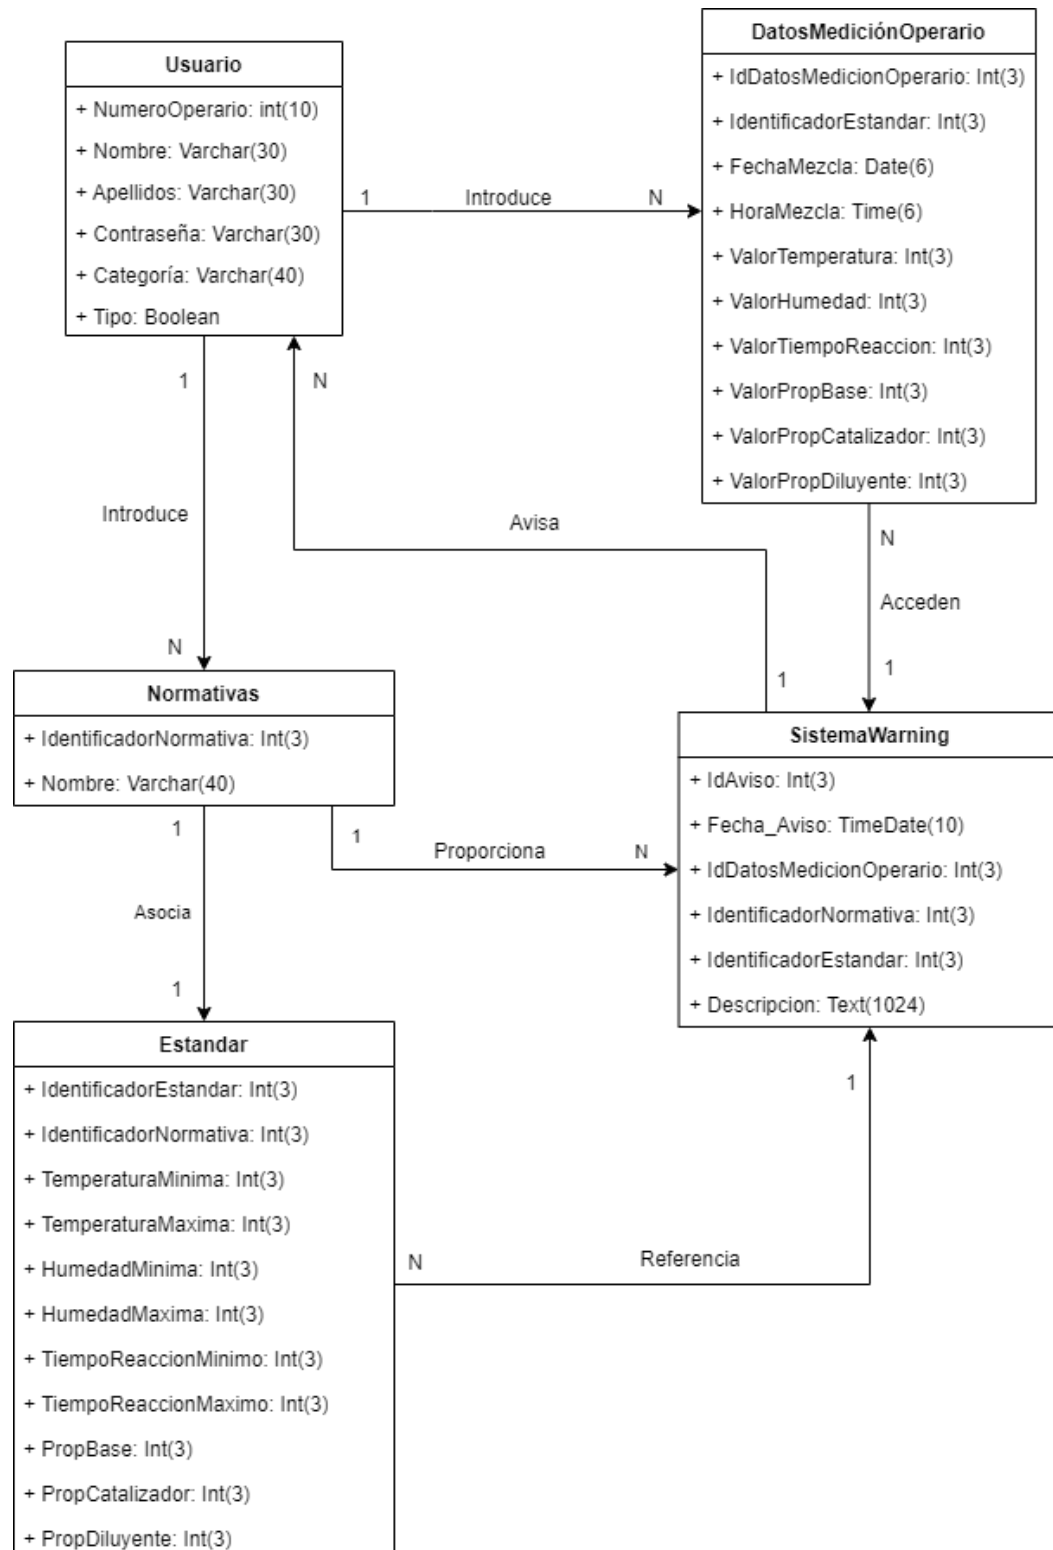 Usuario
+ NumeroOperario: int(10)
+ Nombre: Varchar(30)
+ Apellidos: Varchar(30)
+ Contraseña: Varchar(30)
+ Categoría: Varchar(40)
+ Tipo: Boolean
DatosMediciónOperario
+ IdDatosMedicionOperario: Int(3)
+ IdentificadorEstandar: Int(3)
+ FechaMezcla: Date(6)
+ HoraMezcla: Time(6)
+ ValorTemperatura: Int(3)
+ ValorHumedad: Int(3)
+ ValorTiempoReaccion: Int(3)
+ ValorPropBase: Int(3)
+ ValorPropCatalizador: Int(3)
+ ValorPropDiluyente: Int(3)
1 Introduce N
1
N
Introduce
Avisa
N
Acceden
N
1
1
Normativas
+ IdentificadorNormativa: Int(3)
+ Nombre: Varchar(40)
SistemaWarning
+ IdAviso: Int(3)
+ Fecha_Aviso: TimeDate(10)
+ IdDatosMedicionOperario: Int(3)
+ IdentificadorNormativa: Int(3)
+ IdentificadorEstandar: Int(3)
+ Descripcion: Text(1024)
1
1 Proporciona N
Asocia
1
Estandar
+ IdentificadorEstandar: Int(3)
+ IdentificadorNormativa: Int(3)
+ TemperaturaMinima: Int(3)
+ TemperaturaMaxima: Int(3)
+ HumedadMinima: Int(3)
+ HumedadMaxima: Int(3)
+ TiempoReaccionMinimo: Int(3)
+ TiempoReaccionMaximo: Int(3)
+ PropBase: Int(3)
+ PropCatalizador: Int(3)
+ PropDiluyente: Int(3)
1
N Referencia